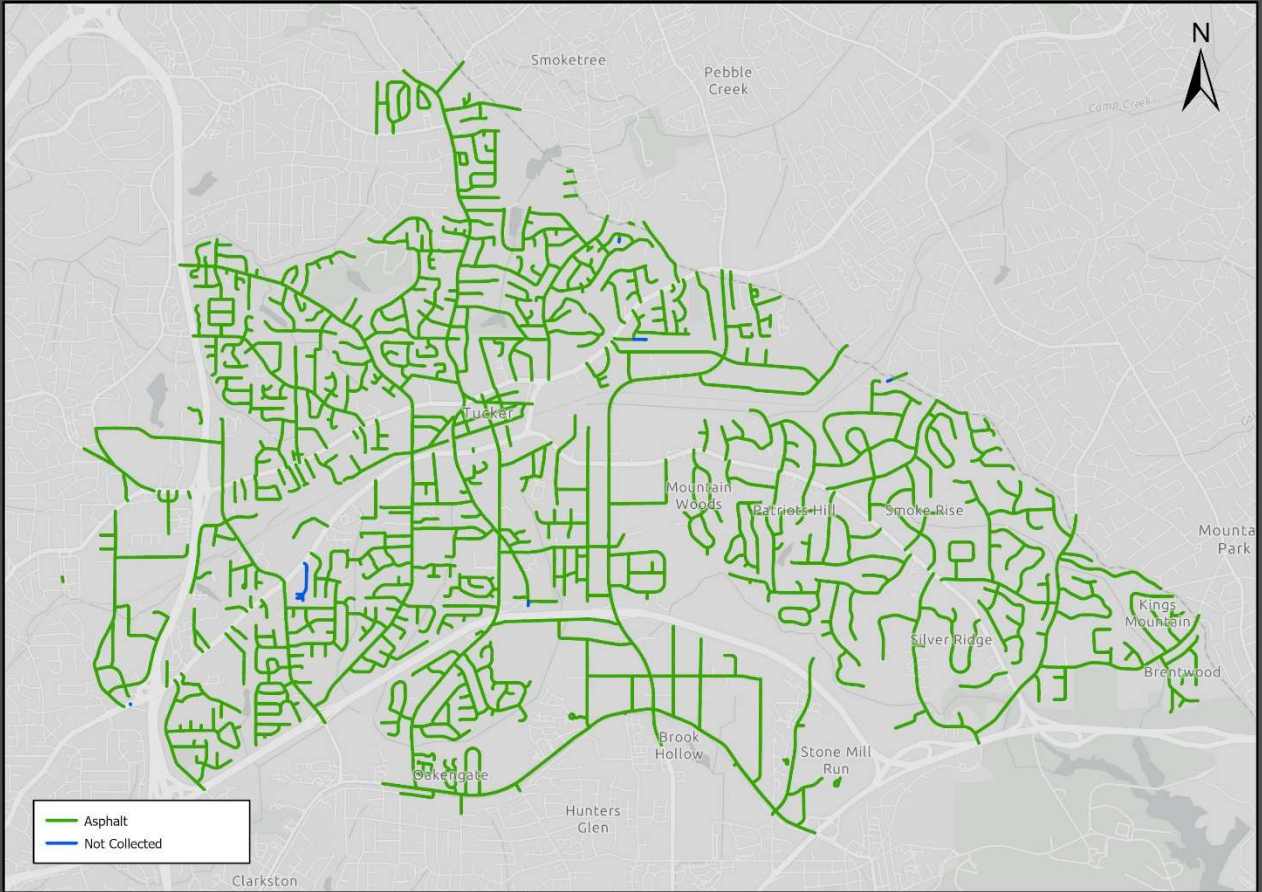 N
Smoketree
Pebble
Creek
Camp Creek
Tucker
Mountain
Woods
Patriots Hill
Smoke Rise
Mounta
Park
Kings
Mountain
Silver Ridge
Brentwood
Brook
Hollow
Stone Mill
Run
Oakengate
Hunters
Glen
Asphalt
Not Collected
Clarkston